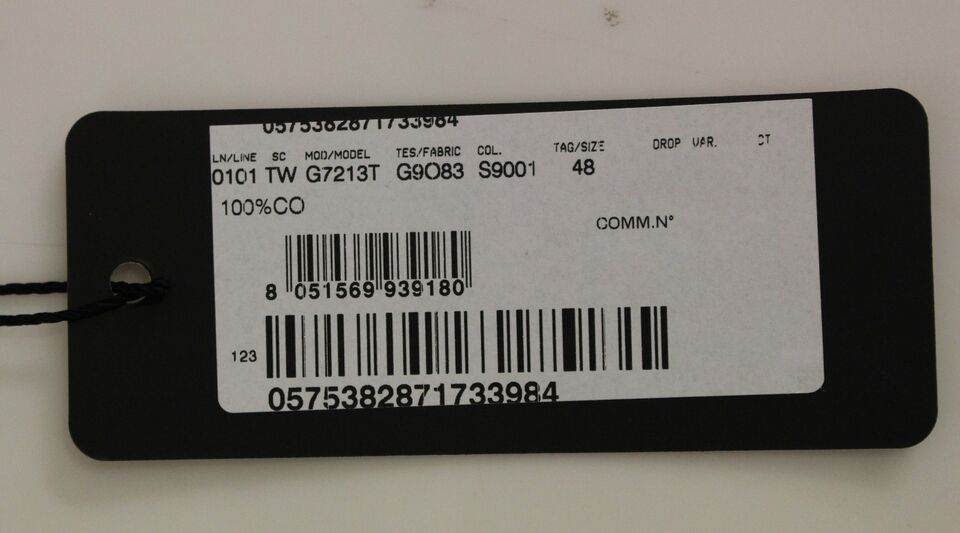 0575382871733984
LN/LINE SC MOD/MODEL TES/FABRIC COL. TAG/SIZE DROP VAR. CT
0101 TW G7213T G9O83 S9001 48
100%CO
COMM.N°
8 051569 939180
123
0575382871733984